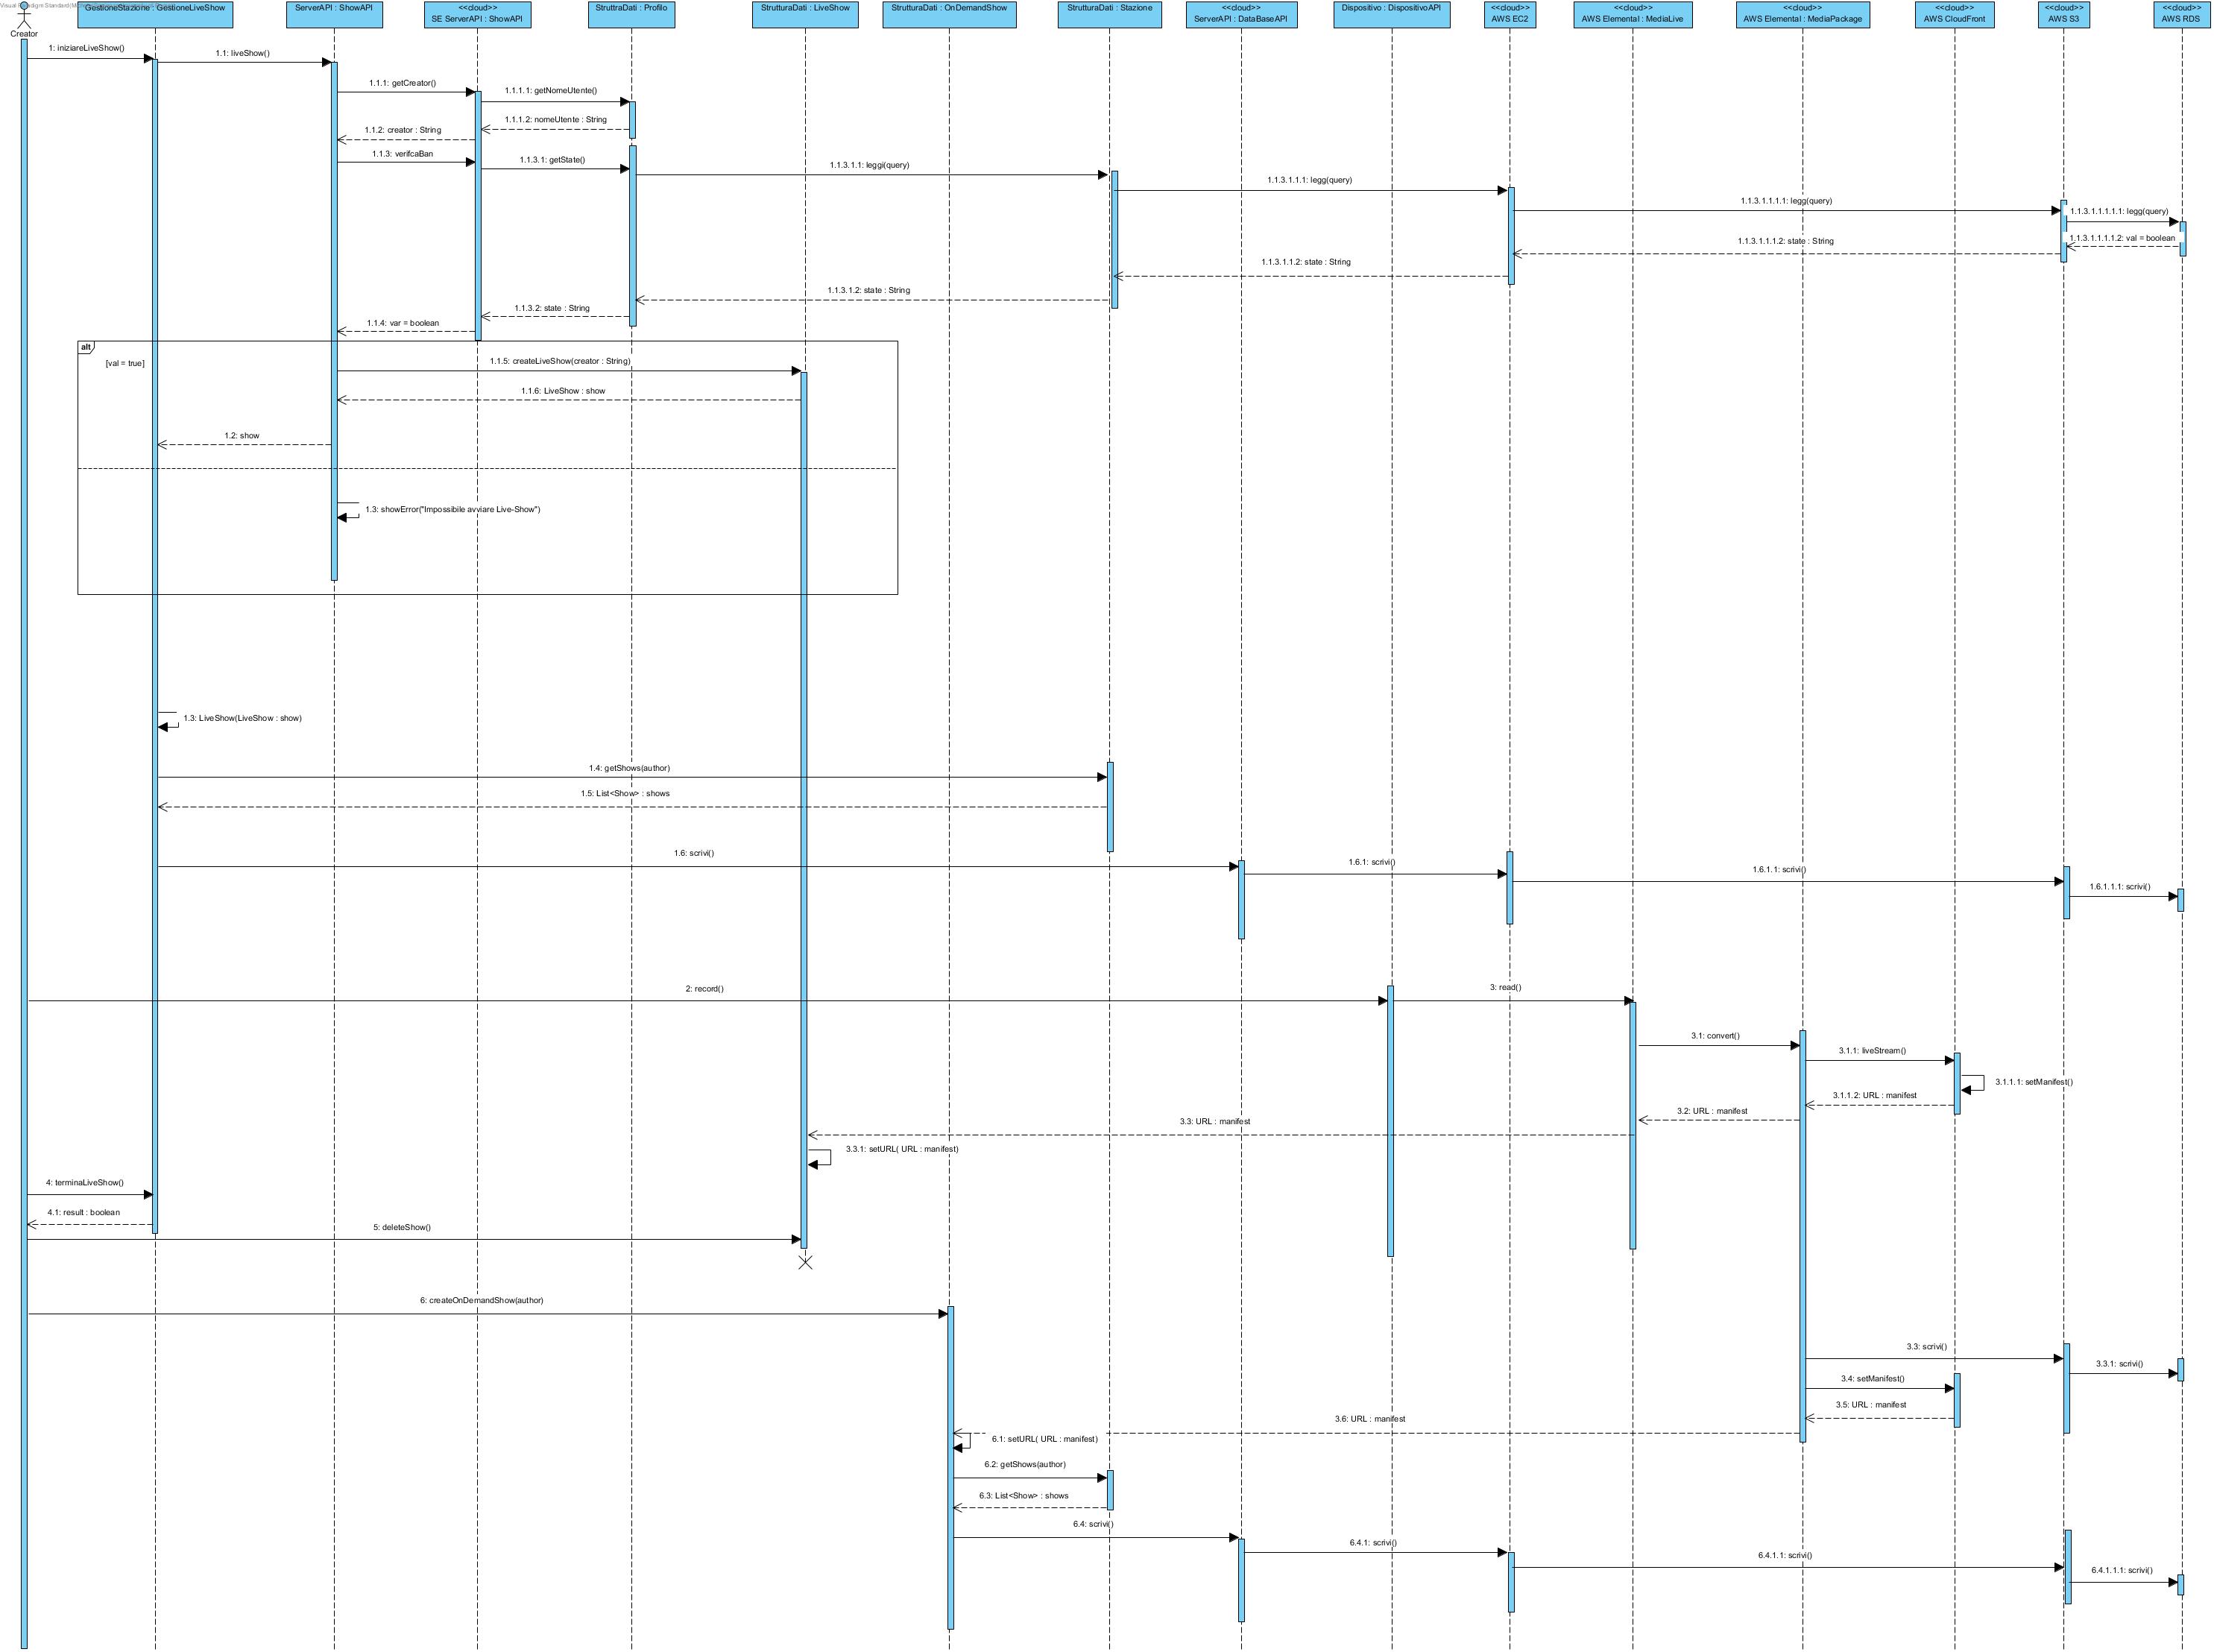 Visual Paradigm Standard(M
Creator
GestioneStazione : GestioneLiveShow
ServerAPI : ShowAPI
<<cloud>>
SE ServerAPI : ShowAPI
StruttraDati : Profilo
StrutturaDati : LiveShow
StrutturaDati : OnDemandShow
StrutturaDati : Stazione
<<cloud>>
ServerAPI : DataBaseAPI
Dispositivo : DispositivoAPI
<<cloud>>
AWS EC2
<<cloud>>
AWS Elemental : MediaLive
<<cloud>>
AWS Elemental : MediaPackage
<<cloud>>
AWS CloudFront
<<cloud>>
AWS S3
<<cloud>>
AWS RDS
1: iniziareLiveShow()
1.1: liveShow()
1.1.1: getCreator()
1.1.1.1: getNomeUtente()
1.1.1.2: nomeUtente : String
1.1.2: creator : String
1.1.3: verifcaBan
1.1.3.1: getState()
1.1.3.1.1: leggi(query)
1.1.3.1.1.1: legg(query)
1.1.3.1.1.1.1: legg(query)
1.1.3.1.1.1.1.1: legg(query)
1.1.3.1.1.1.1.2: val = boolean
1.1.3.1.1.1.2: state : String
1.1.3.1.1.2: state : String
1.1.3.1.2: state : String
1.1.3.2: state : String
1.1.4: var = boolean
alt
[val = true]
1.1.5: createLiveShow(creator : String)
1.1.6: LiveShow : show
1.2: show
1.3: showError("Impossibile avviare Live-Show")
1.3: LiveShow(LiveShow : show)
1.4: getShows(author)
1.5: List<Show> : shows
1.6: scrivi()
1.6.1: scrivi()
1.6.1.1: scrivi()
1.6.1.1.1: scrivi()
2: record()
3: read()
3.1: convert()
3.1.1: liveStream()
3.1.1.1: setManifest()
3.1.1.2: URL : manifest
3.2: URL : manifest
3.3: URL : manifest
3.3.1: setURL( URL : manifest)
4: terminaLiveShow()
4.1: result : boolean
5: deleteShow()
6: createOnDemandShow(author)
3.3: scrivi()
3.3.1: scrivi()
3.4: setManifest()
3.5: URL : manifest
3.6: URL : manifest
6.1: setURL( URL : manifest)
6.2: getShows(author)
6.3: List<Show> : shows
6.4: scrivi()
6.4.1: scrivi()
6.4.1.1: scrivi()
6.4.1.1.1: scrivi()